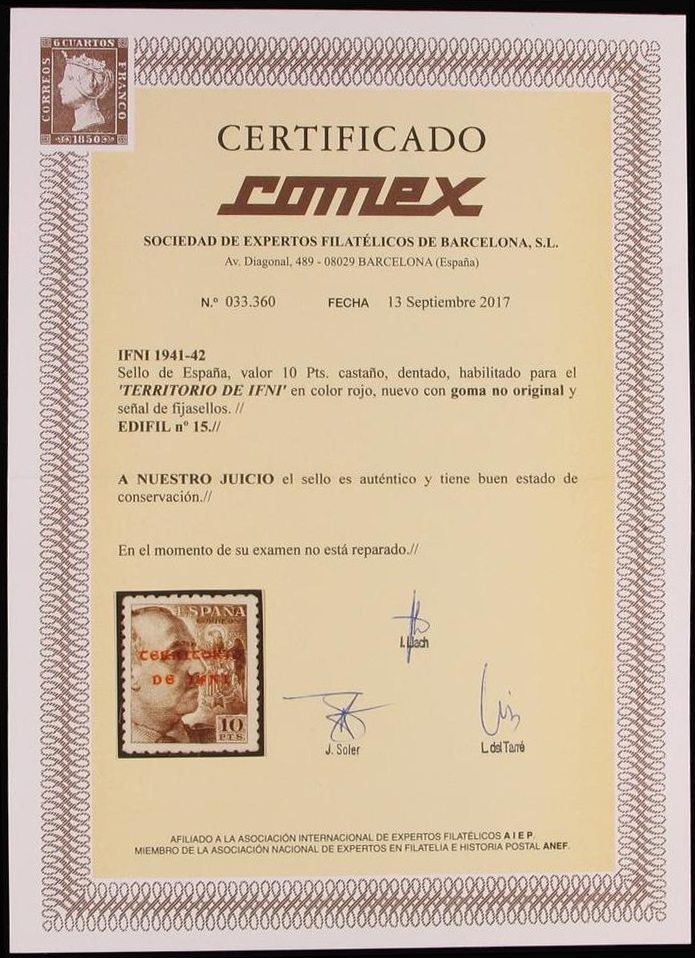 6 CUARTOS
CORREOS
FRANCO
1850
CERTIFICADO
comex
SOCIEDAD DE EXPERTOS FILATÉLICOS DE BARCELONA, S.L.
Av. Diagonal, 489 - 08029 BARCELONA (España)
N.º 033.360 FECHA 13 Septiembre 2017
IFNI 1941-42
Sello de España, valor 10 Pts. castaño, dentado, habilitado para el
'TERRITORIO DE IFNI' en color rojo, nuevo con goma no original y
señal de fijasellos. //
EDIFIL nº 15.//
A NUESTRO JUICIO el sello es auténtico y tiene buen estado de
conservación.//
En el momento de su examen no está reparado.//
ESPAÑA
CORREOS
TERRITORIO
DE IFNI
10
PTS
I. Llach
J. Soler
L. del Tarré
AFILIADO A LA ASOCIACIÓN INTERNACIONAL DE EXPERTOS FILATÉLICOS A I E P.
MIEMBRO DE LA ASOCIACIÓN NACIONAL DE EXPERTOS EN FILATELIA E HISTORIA POSTAL ANEF.